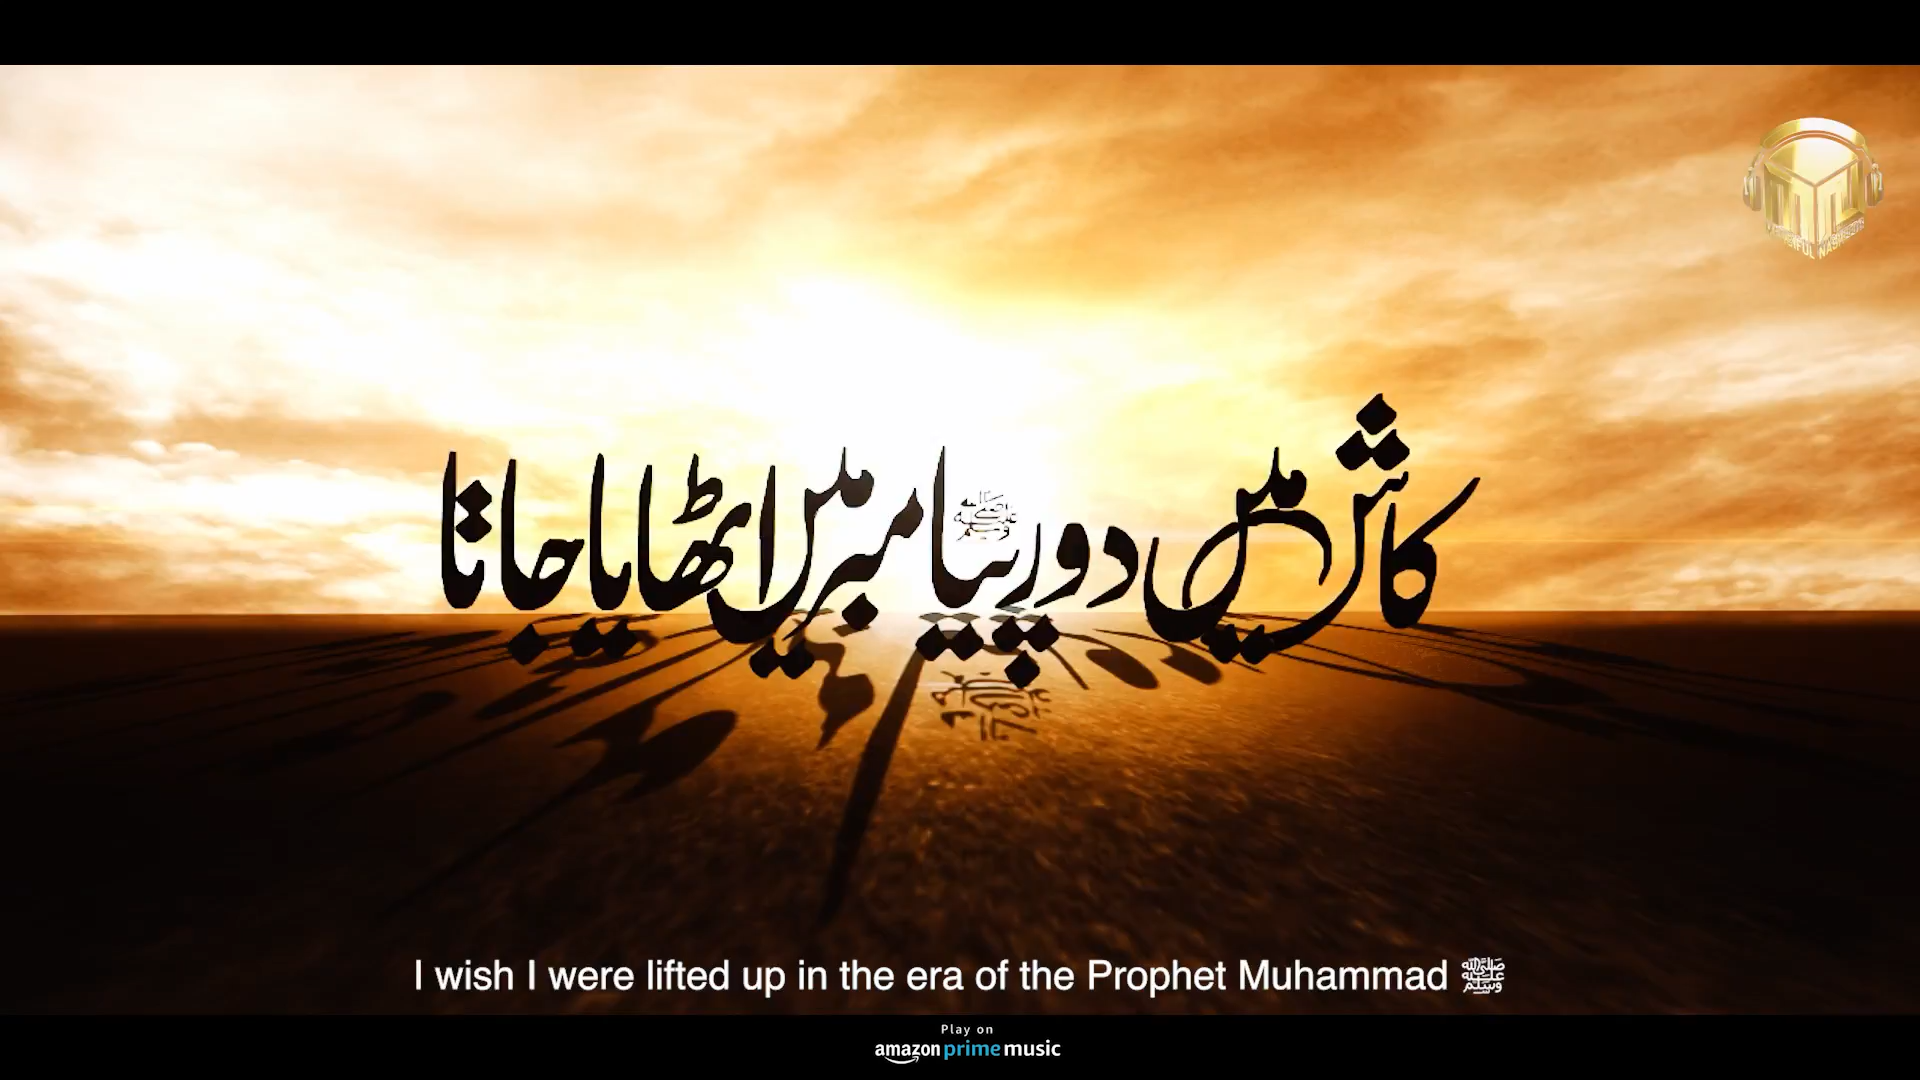 کاش میں دورِ پیامبر ﷺ میں اٹھایا جاتا
I wish I were lifted up in the era of the Prophet Muhammad ﷺ
Play on
amazon prime music